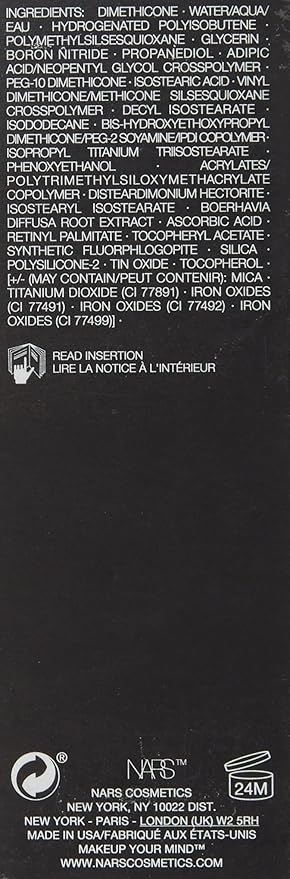 INGREDIENTS: DIMETHICONE · WATER/AQUA/
EAU · HYDROGENATED POLYISOBUTENE ·
POLYMETHYLSILSESQUIOXANE · GLYCERIN
BORON NITRIDE · PROPANEDIOL · ADIPIC
ACID/NEOPENTYL GLYCOL CROSSPOLYMER ·
PEG-10 DIMETHICONE · ISOSTEARIC ACID · VINYL
DIMETHICONE/METHICONE SILSESQUIOXANE
CROSSPOLYMER · DECYL ISOSTEARATE ·
ISODODECANE · BIS-HYDROXYETHOXYPROPYL
DIMETHICONE/PEG-2 SOYAMINE/IPDI COPOLYMER ·
ISOPROPYL TITANIUM TRIISOSTEARATE ·
PHENOXYETHANOL · ACRYLATES/
POLYTRIMETHYLSILOXYMETHACRYLATE
COPOLYMER · DISTEARDIMONIUM HECTORITE ·
ISOSTEARYL ISOSTEARATE · BOERHAVIA
DIFFUSA ROOT EXTRACT · ASCORBIC ACID ·
RETINYL PALMITATE · TOCOPHERYL ACETATE ·
SYNTHETIC FLUORPHLOGOPITE · SILICA ·
POLYSILICONE-2 · TIN OXIDE · TOCOPHEROL ·
[+/- (MAY CONTAIN/PEUT CONTENIR): MICA ·
TITANIUM DIOXIDE (CI 77891) · IRON OXIDES
(CI 77491) · IRON OXIDES (CI 77492) · IRON
OXIDES (CI 77499)] ·
READ INSERTION
LIRE LA NOTICE À L'INTÉRIEUR
®
NARS™
24M
NARS COSMETICS
NEW YORK, NY 10022 DIST.
NEW YORK - PARIS - LONDON (UK) W2 5RH
MADE IN USA/FABRIQUÉ AUX ÉTATS-UNIS
MAKEUP YOUR MIND™
WWW.NARSCOSMETICS.COM